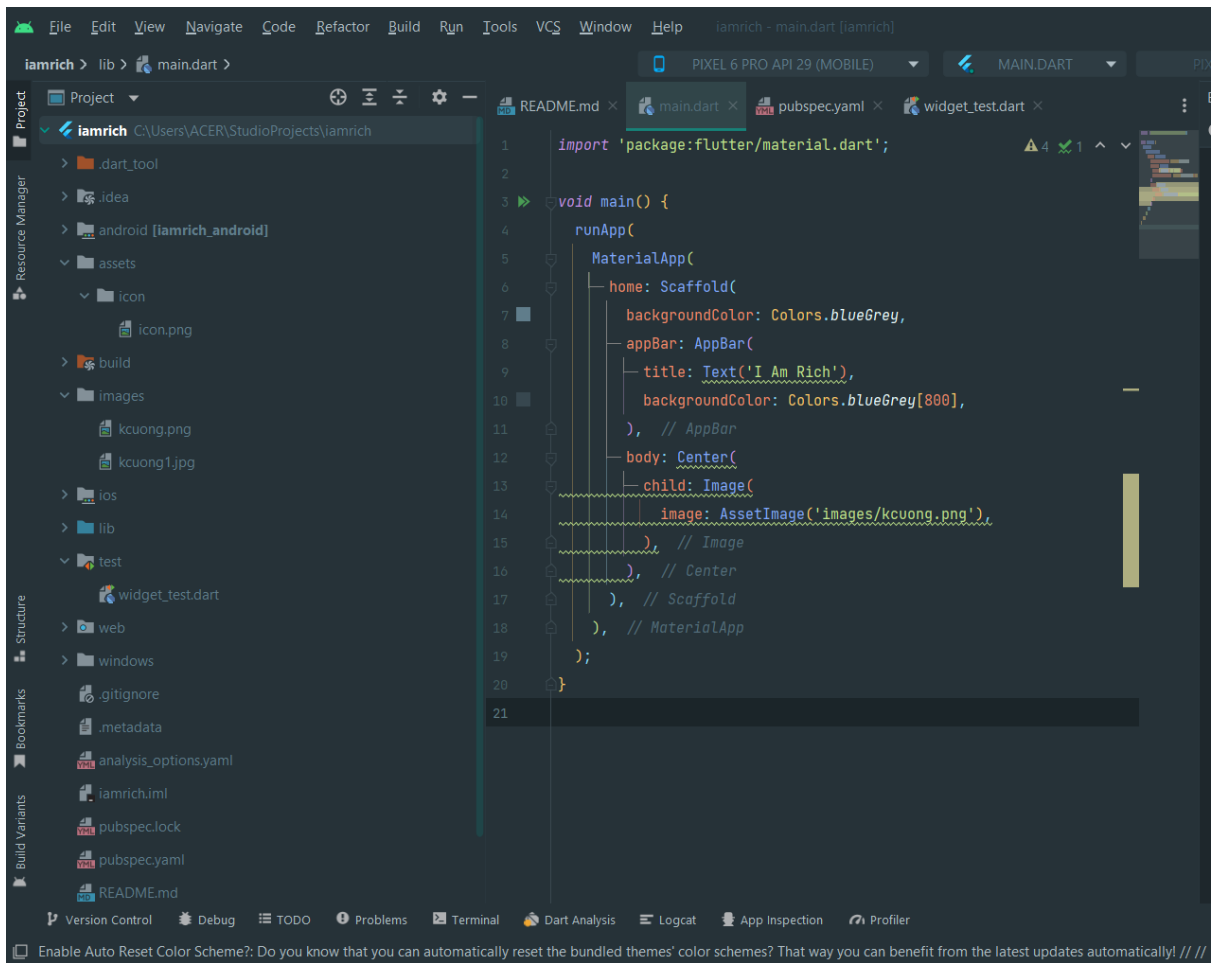 File Edit View Navigate Code Refactor Build Run Tools VCS Window Help iamrich - main.dart [iamrich]
iamrich > lib > main.dart >
PIXEL 6 PRO API 29 (MOBILE)
MAIN.DART
Project
Project
Resource Manager
Structure
Bookmarks
Build Variants
iamrich C:\Users\ACER\StudioProjects\iamrich
.dart_tool
.idea
android [iamrich_android]
assets
icon
icon.png
build
images
kcuong.png
kcuong1.jpg
ios
lib
test
widget_test.dart
web
windows
.gitignore
.metadata
analysis_options.yaml
iamrich.iml
pubspec.lock
pubspec.yaml
README.md
README.md main.dart pubspec.yaml widget_test.dart
4 1
1 import 'package:flutter/material.dart';
2
3 void main() {
4 runApp(
5 MaterialApp(
6 home: Scaffold(
7 backgroundColor: Colors.blueGrey,
8 appBar: AppBar(
9 title: Text('I Am Rich'),
10 backgroundColor: Colors.blueGrey[800],
11 ), // AppBar
12 body: Center(
13 child: Image(
14 image: AssetImage('images/kcuong.png'),
15 ), // Image
16 ), // Center
17 ), // Scaffold
18 ), // MaterialApp
19 );
20 }
21
Version Control Debug TODO Problems Terminal Dart Analysis Logcat App Inspection Profiler
Enable Auto Reset Color Scheme?: Do you know that you can automatically reset the bundled themes' color schemes? That way you can benefit from the latest updates automatically! // //